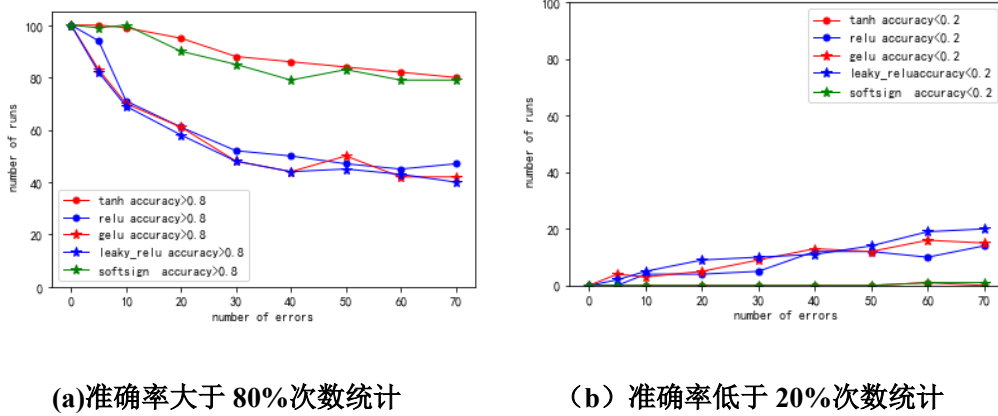 100
80
60
40
20
0
number of runs
tanh accuracy>0.8
relu accuracy>0.8
gelu accuracy>0.8
leaky_relu accuracy>0.8
softsign accuracy>0.8
0 10 20 30 40 50 60 70
number of errors
100
80
60
40
20
0
number of runs
tanh accuracy<0.2
relu accuracy<0.2
gelu accuracy<0.2
leaky_reluaccuracy<0.2
softsign accuracy<0.2
0 10 20 30 40 50 60 70
number of errors
(a)准确率大于 80%次数统计
（b）准确率低于 20%次数统计